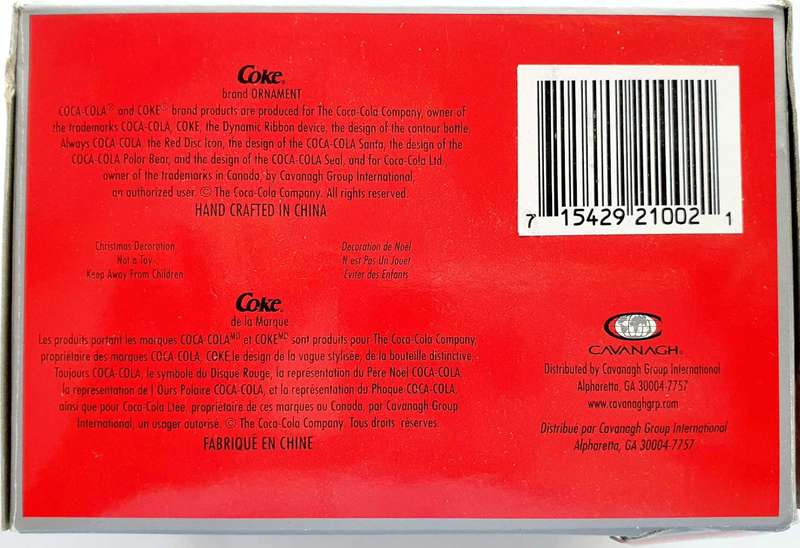 Coke®
brand ORNAMENT
COCA-COLA® and COKE® brand products are produced for The Coca-Cola Company, owner of
the trademarks COCA-COLA, COKE, the Dynamic Ribbon device, the design of the contour bottle,
Always COCA-COLA, the Red Disc Icon, the design of the COCA-COLA Santa, the design of the
COCA-COLA Polar Bear, and the design of the COCA-COLA Seal, and for Coca-Cola Ltd.
owner of the trademarks in Canada, by Cavanagh Group International,
an authorized user. © The Coca-Cola Company. All rights reserved.
HAND CRAFTED IN CHINA
Christmas Decoration
Not a Toy
Keep Away From Children
Decoration de Noël
N'est Pas Un Jouet
Eviter des Enfants
Coke®
de la Marque
Les produits portant les marques COCA-COLAᴹᴰ et COKEᴹᴰ sont produits pour The Coca-Cola Company,
propriétaire des marques COCA-COLA, COKE, le design de la vague stylisée, de la bouteille distinctive,
Toujours COCA-COLA, le symbole du Disque Rouge, la représentation du Père Noël COCA-COLA,
la représentation de l'Ours Polaire COCA-COLA, et la représentation du Phoque COCA-COLA,
ainsi que pour Coca-Cola Ltée, propriétaire de ces marques au Canada, par Cavanagh Group
International, un usager autorisé. © The Coca-Cola Company. Tous droits réservés.
FABRIQUÉ EN CHINE
7 15429 21002 1
CAVANAGH®
Distributed by Cavanagh Group International
Alpharetta, GA 30004-7757
www.cavanaghgrp.com
Distribué par Cavanagh Group International
Alpharetta, GA 30004-7757